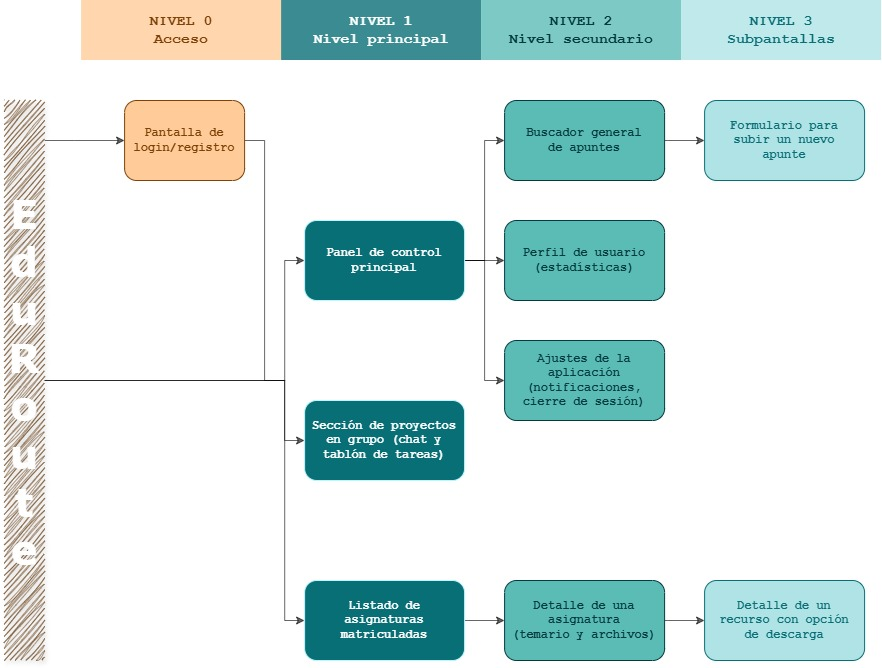 NIVEL 0
Acceso
NIVEL 1
Nivel principal
NIVEL 2
Nivel secundario
NIVEL 3
Subpantallas
EduRoute
Pantalla de
login/registro
Buscador general
de apuntes
Formulario para
subir un nuevo
apunte
Panel de control
principal
Perfil de usuario
(estadísticas)
Ajustes de la
aplicación
(notificaciones,
cierre de sesión)
Sección de proyectos
en grupo (chat y
tablón de tareas)
Listado de
asignaturas
matriculadas
Detalle de una
asignatura
(temario y archivos)
Detalle de un
recurso con opción
de descarga